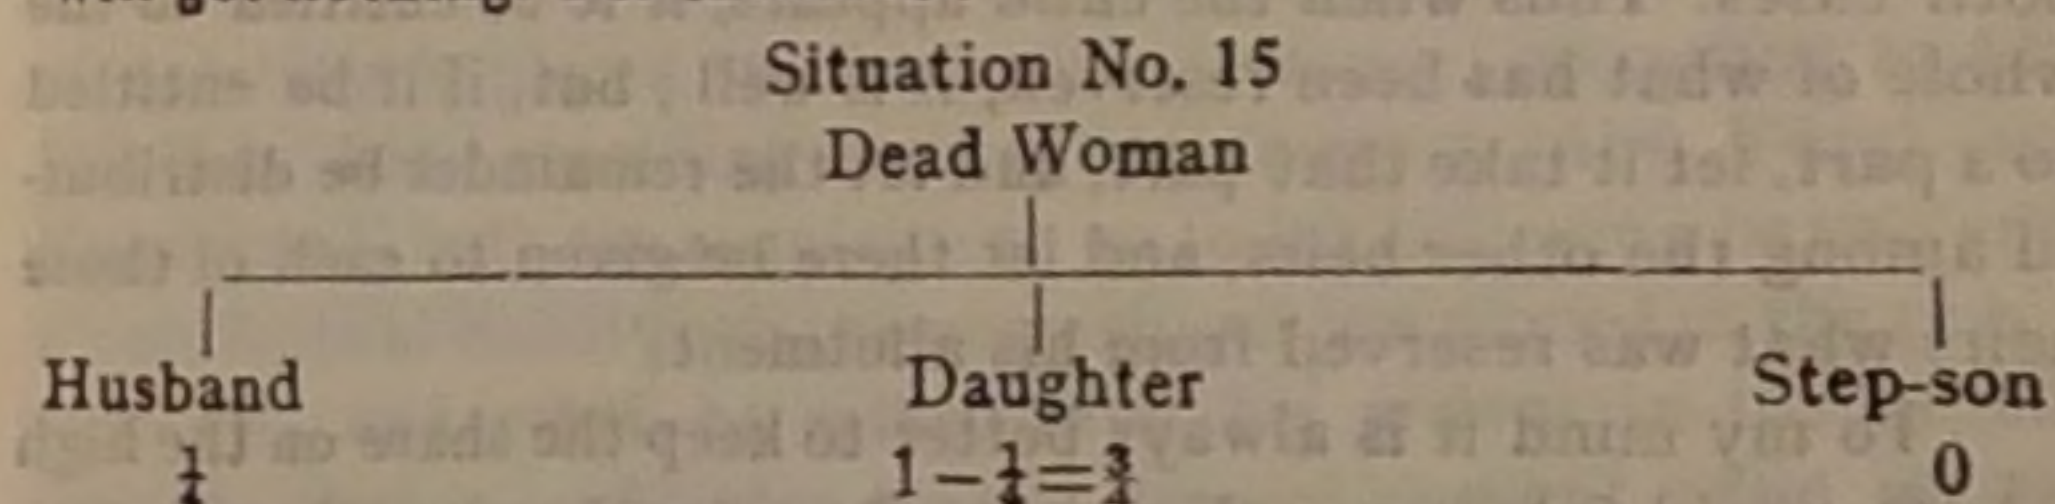 Situation No. 15
Dead Woman
Husband Daughter Step-son
¼ 1−¼=¾ 0